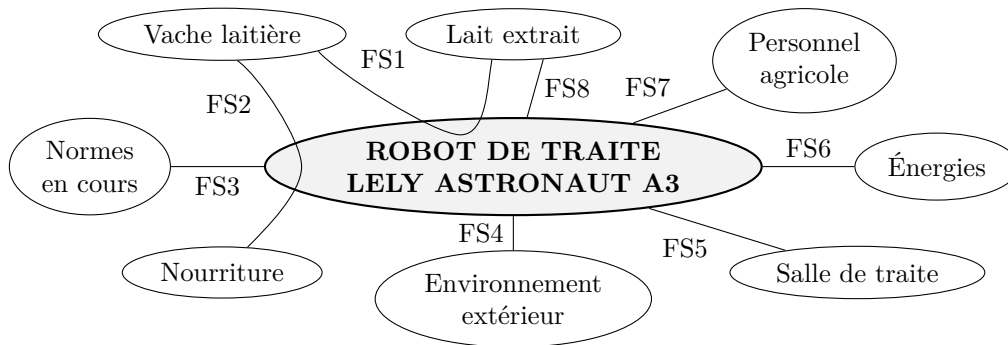 Vache laitière
Lait extrait
Personnel
agricole
FS1
FS2
FS8
FS7
Normes
en cours
FS3
ROBOT DE TRAITE
LELY ASTRONAUT A3
FS6
Énergies
FS4
FS5
Nourriture
Environnement
extérieur
Salle de traite